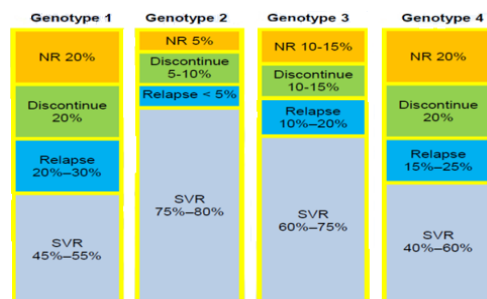 Genotype 1
NR 20%
Discontinue
20%
Relapse
20%–30%
SVR
45%–55%
Genotype 2
NR 5%
Discontinue
5-10%
Relapse < 5%
SVR
75%–80%
Genotype 3
NR 10-15%
Discontinue
10-15%
Relapse
10%–20%
SVR
60%–75%
Genotype 4
NR 20%
Discontinue
20%
Relapse
15%–25%
SVR
40%–60%